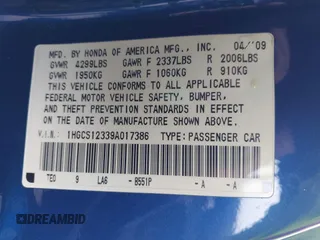 MFD. BY HONDA OF AMERICA MFG., INC. 04/'09
GVWR 4299LBS GAWR F 2337LBS R 2006LBS
GVWR 1950KG GAWR F 1060KG R 910KG
THIS VEHICLE CONFORMS TO ALL APPLICABLE
FEDERAL MOTOR VEHICLE SAFETY, BUMPER,
AND THEFT PREVENTION STANDARDS IN EFFECT
ON THE DATE OF MANUFACTURE SHOWN ABOVE.
V.I.N.: 1HGCS12339A017386 TYPE: PASSENGER CAR
TE0 9 LA6 - B551P - A - A
DREAMBID